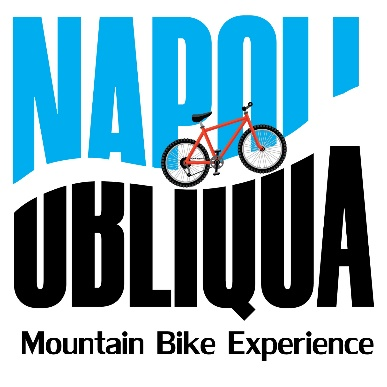 NAPOLI
OBLIQUA
Mountain Bike Experience